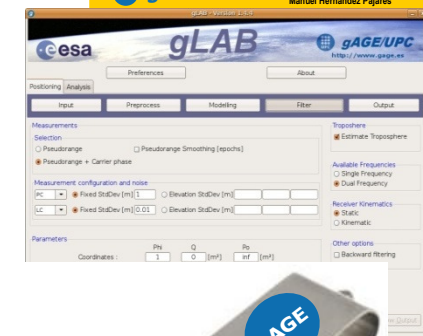 Manuel Hernández Pajares
gLAB
esa
gAGE/UPC
http://www.gage.es
Preferences
About
Positioning
Analysis
Input
Preprocess
Modelling
Filter
Output
Measurements
Selection
Pseudorange
Pseudorange Smoothing [epochs]
Pseudorange + Carrier phase
Measurement configuration and noise
PC
Fixed StdDev [m]
1
Elevation StdDev [m]
LC
Fixed StdDev [m]
0.01
Elevation StdDev [m]
Parameters
Phi
Q
Po
Coordinates :
1
0
[m²]
inf
[m²]
Troposhere
Estimate Troposphere
Available Frequencies
Single Frequency
Dual Frequency
Receiver Kinematics
Static
Kinematic
Other options
Backward filtering
AGE